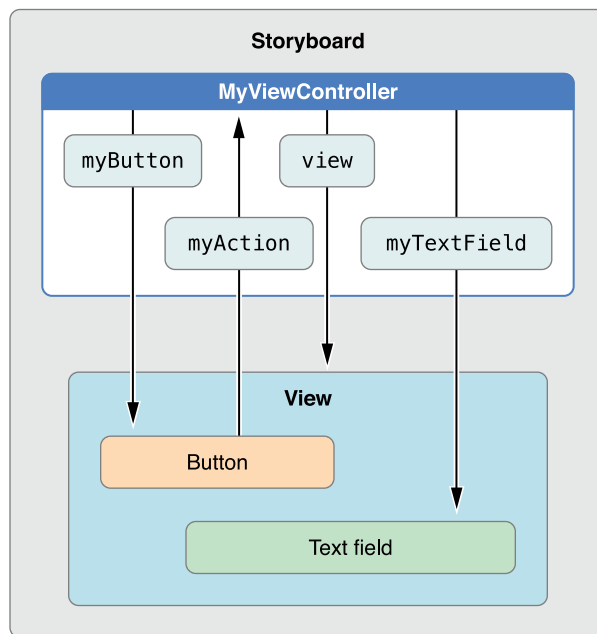 Storyboard
MyViewController
myButton
view
myAction
myTextField
View
Button
Text field